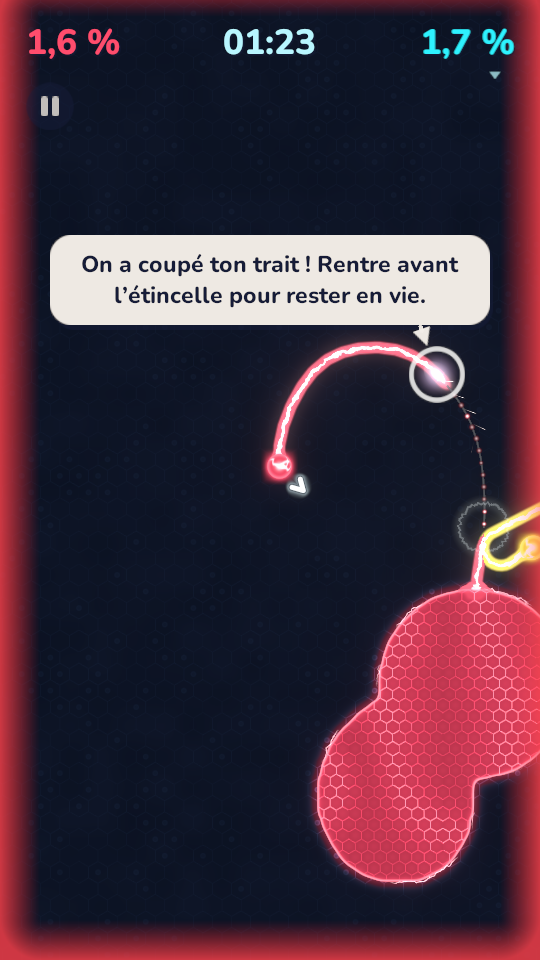 1,6 % 01:23 1,7 %
On a coupé ton trait ! Rentre avant
l’étincelle pour rester en vie.